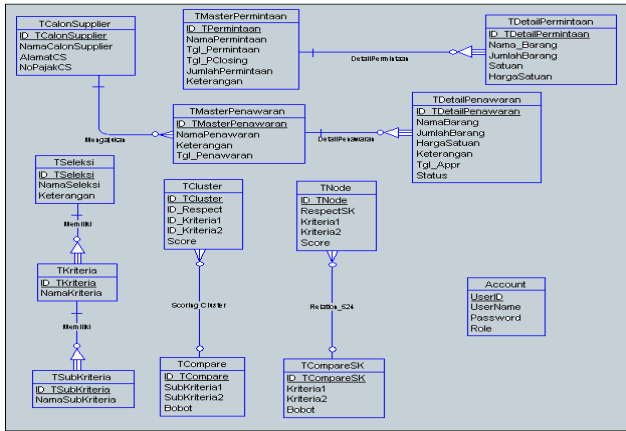 TCalonSupplier
ID_TCalonSupplier
NamaCalonSupplier
AlamatCS
NoPajakCS
TMasterPermintaan
ID_TPermintaan
NamaPermintaan
Tgl_Permintaan
Tgl_PClosing
JumlahPermintaan
Keterangan
DetailPermintaan
TDetailPermintaan
ID_TDetailPermintaan
Nama_Barang
JumlahBarang
Satuan
HargaSatuan
Mengajukan
TMasterPenawaran
ID_TMasterPenawaran
NamaPenawaran
Keterangan
Tgl_Penawaran
DetailPenawaran
TDetailPenawaran
ID_TDetailPenawaran
NamaBarang
JumlahBarang
HargaSatuan
Keterangan
Tgl_Appr
Status
TSeleksi
ID_TSeleksi
NamaSeleksi
Keterangan
Memiliki
TKriteria
ID_TKriteria
NamaKriteria
Memiliki
TSubKriteria
ID_TSubKriteria
NamaSubKriteria
TCluster
ID_TCluster
ID_Respect
ID_Kriteria1
ID_Kriteria2
Score
Scoring Cluster
TCompare
ID_TCompare
SubKriteria1
SubKriteria2
Bobot
TNode
ID_TNode
RespectSK
Kriteria1
Kriteria2
Score
Relation_624
TCompareSK
ID_TCompareSK
Kriteria1
Kriteria2
Bobot
Account
UserID
UserName
Password
Role